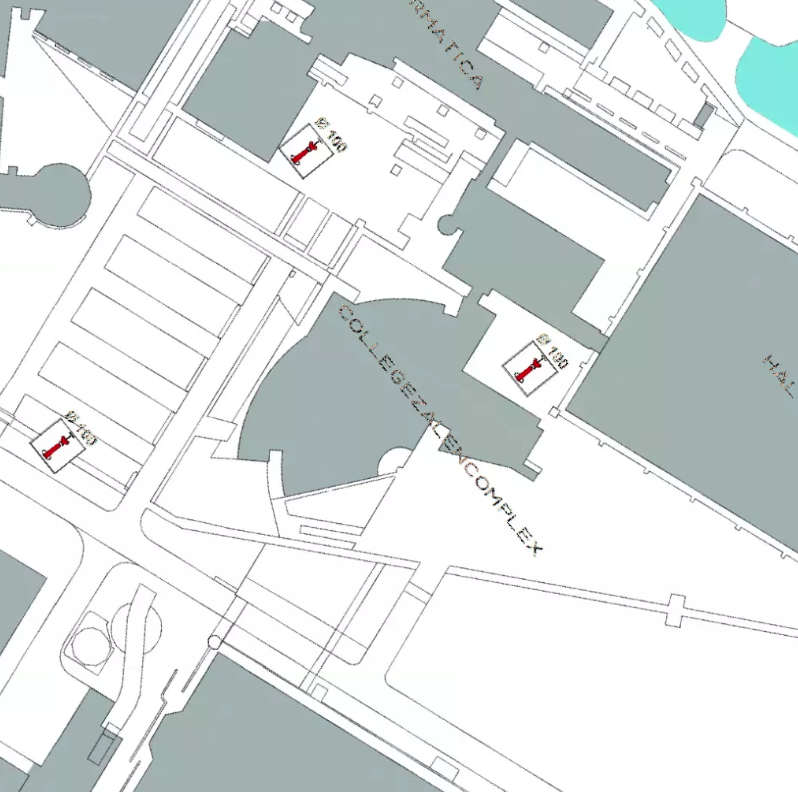 RMATICA
Ø 100
COLLEGEZALENCOMPLEX
Ø 100
HAL
Ø 100